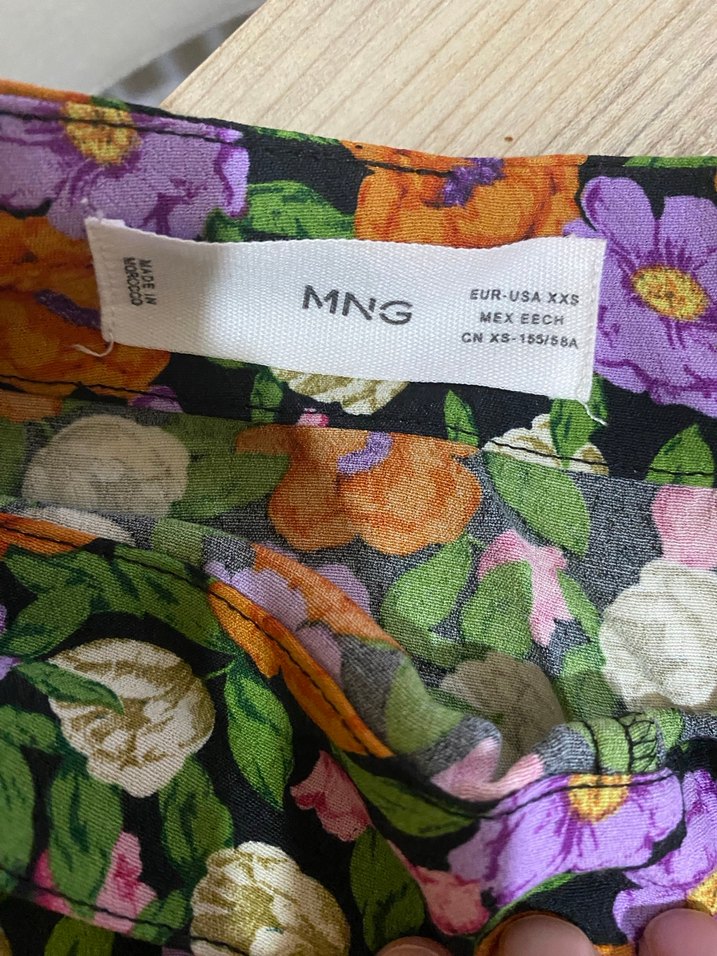 MADE IN
MOROCCO
MNG
EUR-USA XXS
MEX EECH
CN XS-155/58A